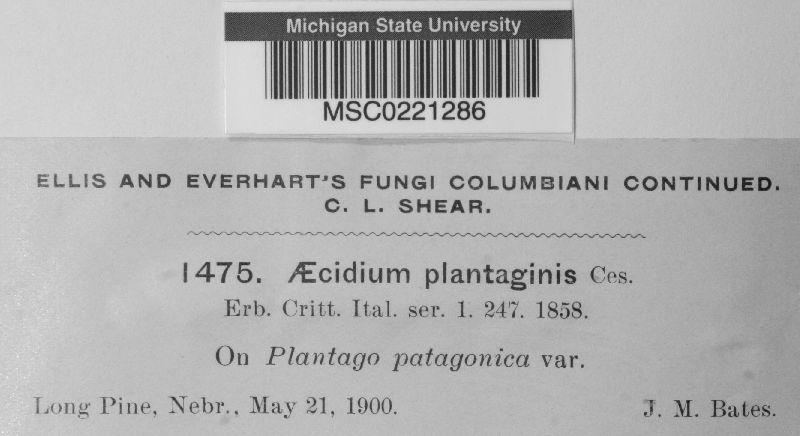 Michigan State University
MSC0221286
ELLIS AND EVERHART'S FUNGI COLUMBIANI CONTINUED.
C. L. SHEAR.
1475. Æcidium plantaginis Ces.
Erb. Critt. Ital. ser. 1. 247. 1858.
On Plantago patagonica var.
Long Pine, Nebr., May 21, 1900. J. M. Bates.